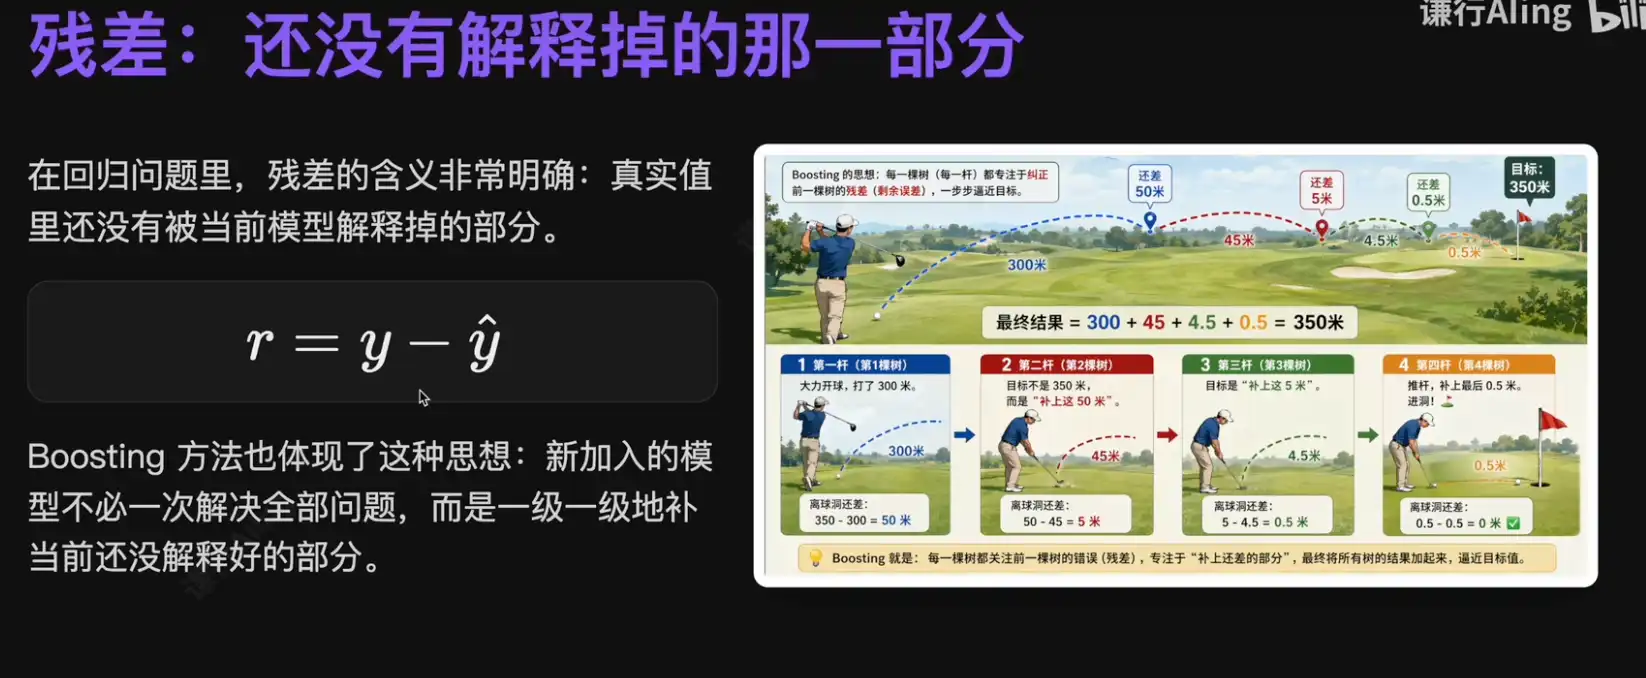 残差：还没有解释掉的那一部分
谦行AIing bili
在回归问题里，残差的含义非常明确：真实值
里还没有被当前模型解释掉的部分。
r = y − ŷ
Boosting 方法也体现了这种思想：新加入的模
型不必一次解决全部问题，而是一级一级地补
当前还没解释好的部分。
Boosting 的思想：每一棵树（每一杆）都专注于纠正
前一棵树的残差（剩余误差），一步步逼近目标。
还差
50米
还差
5米
还差
0.5米
目标：
350米
300米
45米
4.5米
0.5米
最终结果 = 300 + 45 + 4.5 + 0.5 = 350米
1 第一杆（第1棵树）
大力开球，打了 300 米。
300米
离球洞还差：
350 - 300 = 50 米
2 第二杆（第2棵树）
目标不是 350 米，
而是“补上这 50 米”。
45米
离球洞还差：
50 - 45 = 5 米
3 第三杆（第3棵树）
目标是“补上这 5 米”。
4.5米
离球洞还差：
5 - 4.5 = 0.5 米
4 第四杆（第4棵树）
推杆，补上最后 0.5 米。
进洞！
0.5米
离球洞还差：
0.5 - 0.5 = 0 米
Boosting 就是：每一棵树都关注前一棵树的错误（残差），专注于“补上还差的部分”，最终将所有树的结果加起来，逼近目标值。